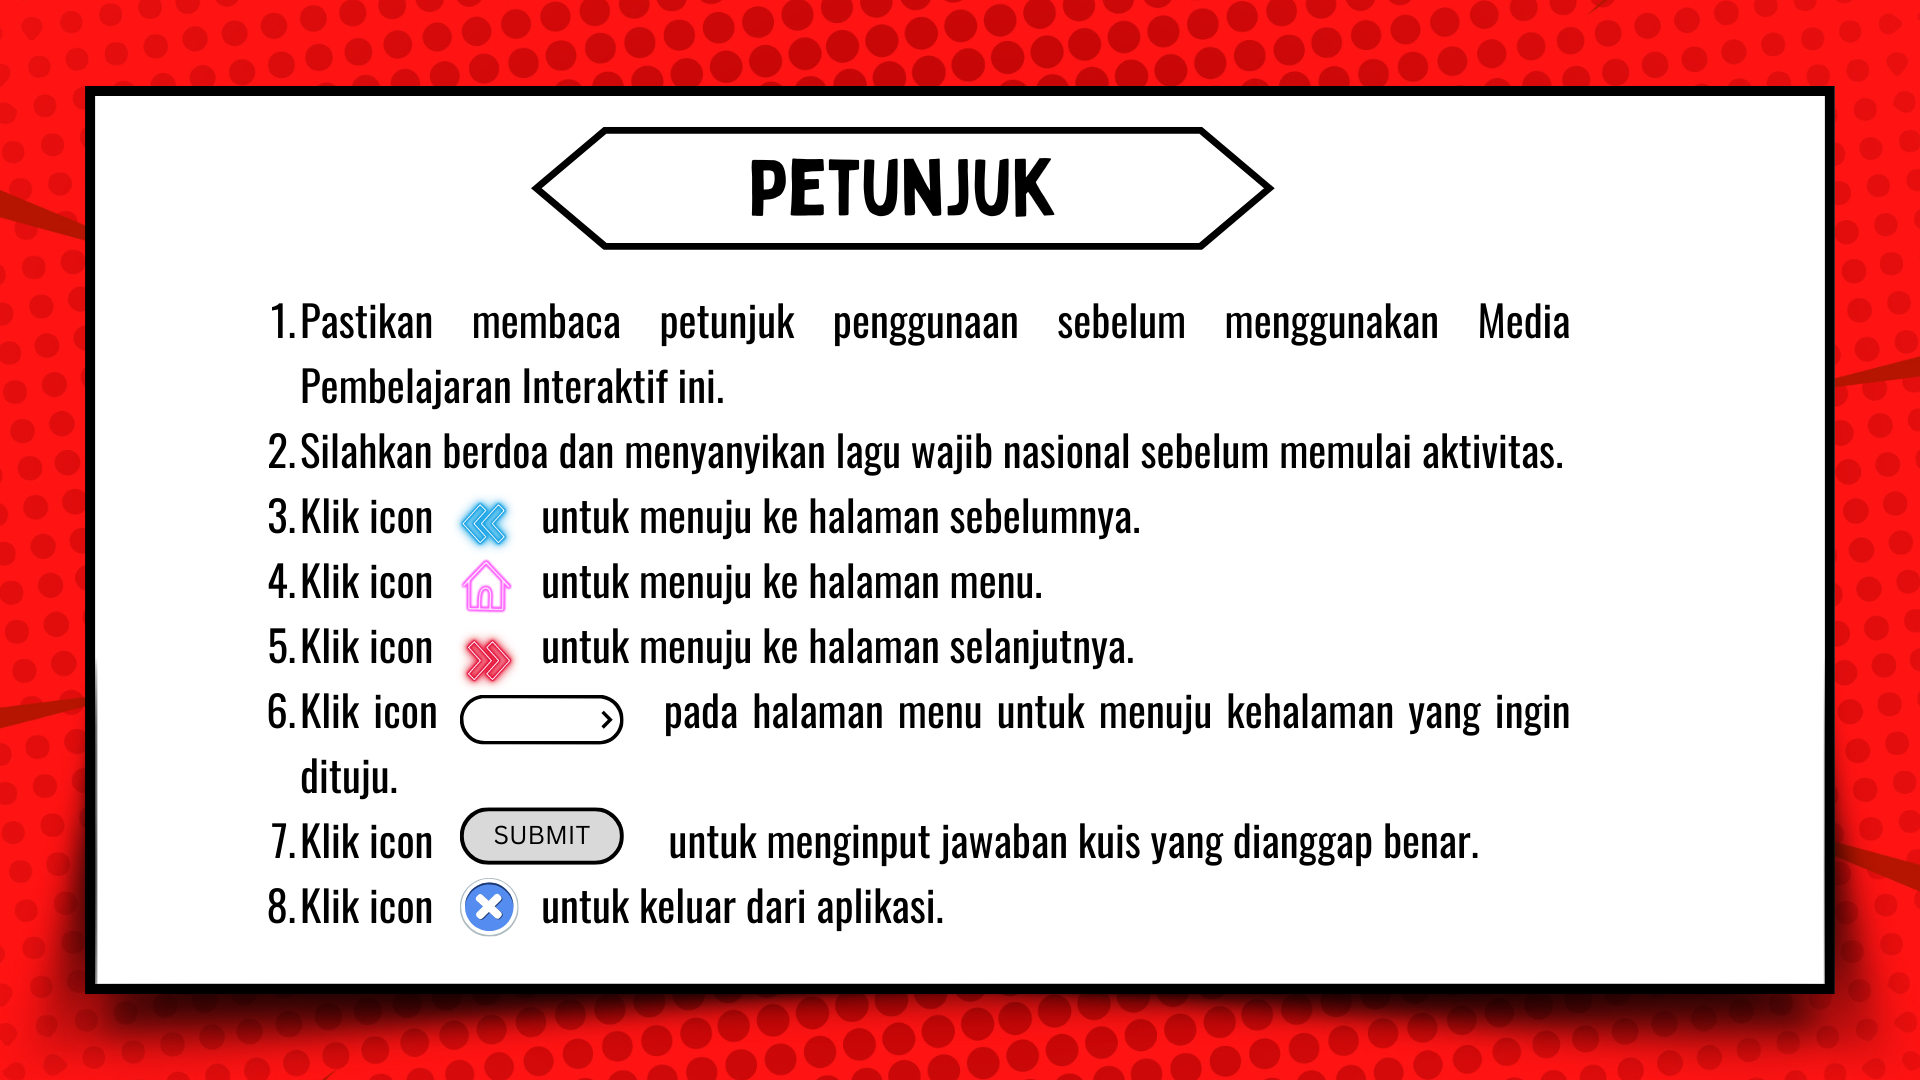 PETUNJUK
1. Pastikan membaca petunjuk penggunaan sebelum menggunakan Media
Pembelajaran Interaktif ini.
2. Silahkan berdoa dan menyanyikan lagu wajib nasional sebelum memulai aktivitas.
3. Klik icon untuk menuju ke halaman sebelumnya.
4. Klik icon untuk menuju ke halaman menu.
5. Klik icon untuk menuju ke halaman selanjutnya.
6. Klik icon pada halaman menu untuk menuju kehalaman yang ingin
dituju.
7. Klik icon SUBMIT untuk menginput jawaban kuis yang dianggap benar.
8. Klik icon untuk keluar dari aplikasi.